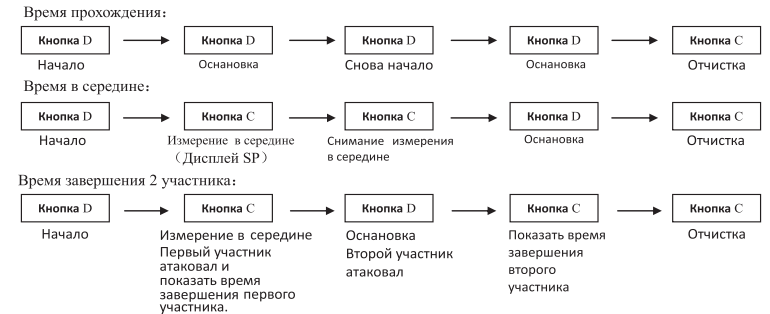 Время прохождения:
Кнопка D Кнопка D Кнопка D Кнопка D Кнопка C
Начало Оснановка Снова начало Оснановка Отчистка
Время в середине:
Кнопка D Кнопка C Кнопка C Кнопка D Кнопка C
Начало Измерение в середине Снимание измерения Оснановка Отчистка
(Дисплей SP) в середине
Время завершения 2 участника:
Кнопка D Кнопка C Кнопка D Кнопка C Кнопка C
Начало Измерение в середине Оснановка Показать время Отчистка
Первый участник Второй участник завершения
атаковал и атаковал второго
показать время участника
завершения первого
участника.